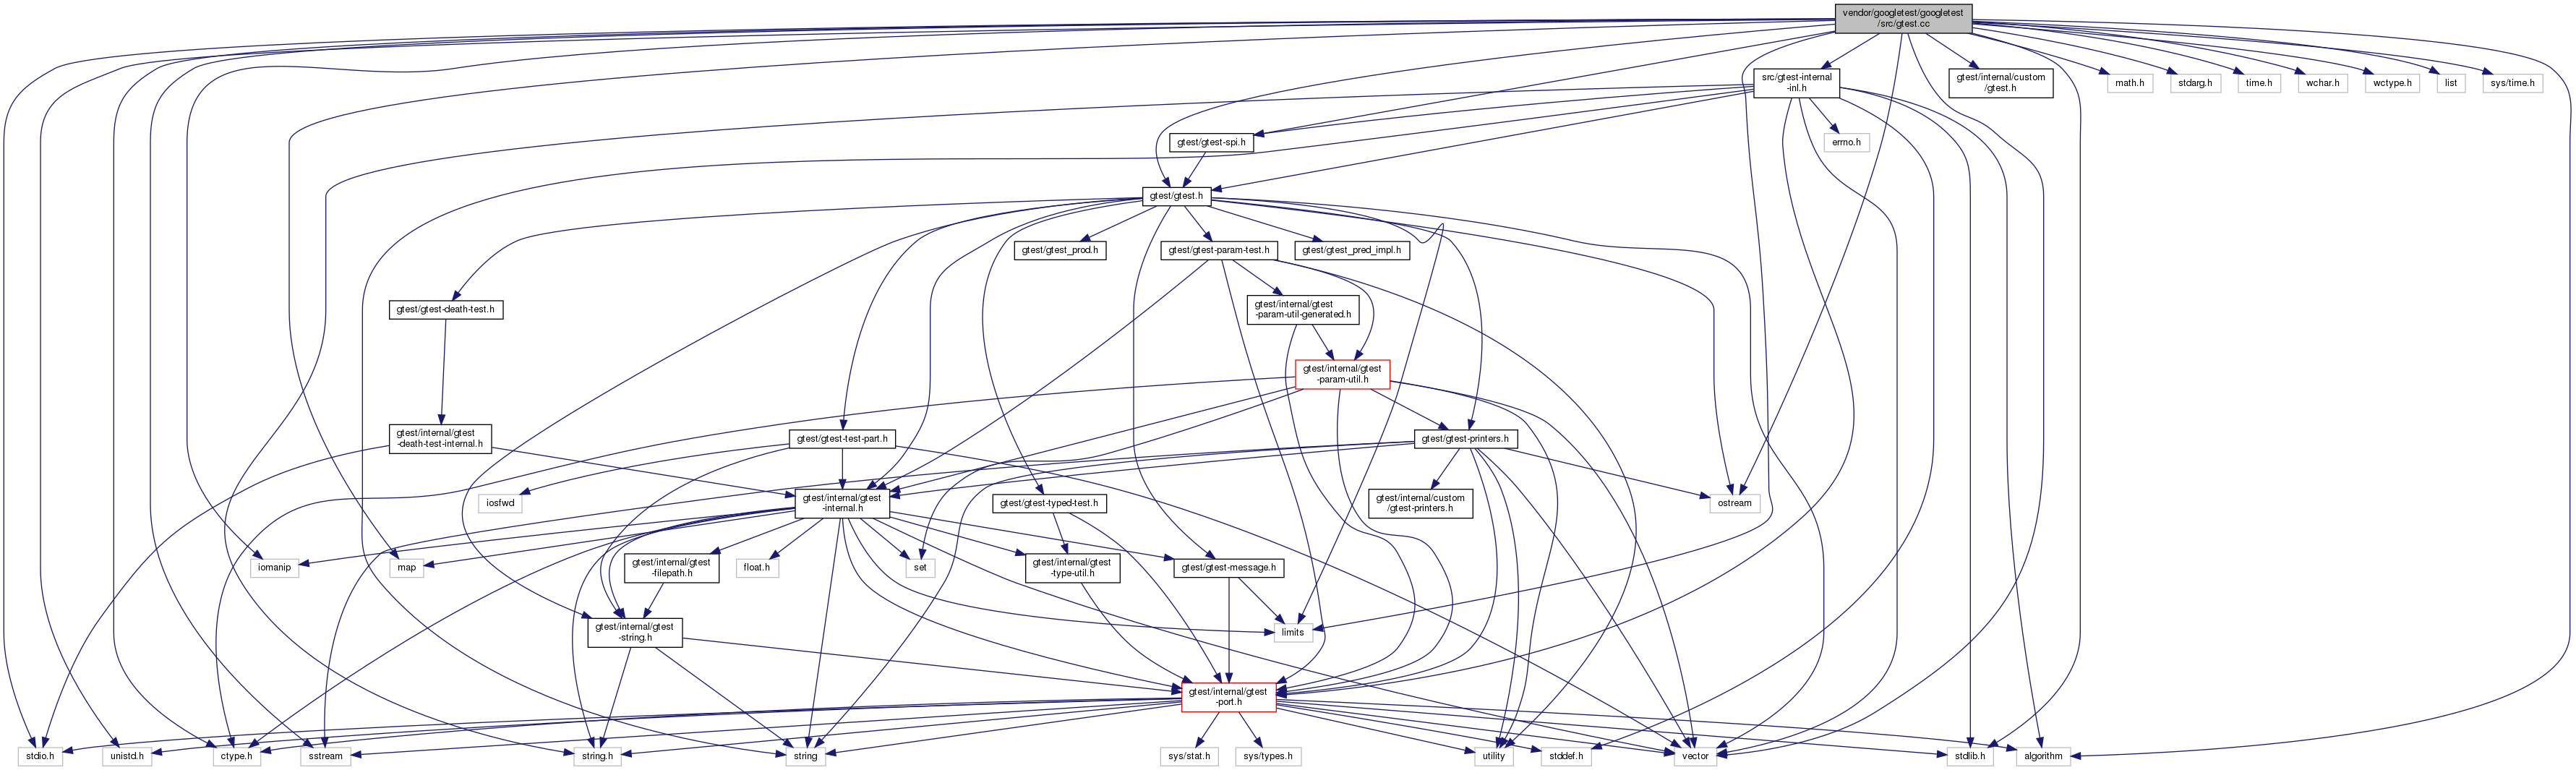 vendor/googletest/googletest
/src/gtest.cc
src/gtest-internal
-inl.h
gtest/internal/custom
/gtest.h
math.h
stdarg.h
time.h
wchar.h
wctype.h
list
sys/time.h
gtest/gtest-spi.h
errno.h
gtest/gtest.h
gtest/gtest_prod.h
gtest/gtest-param-test.h
gtest/gtest_pred_impl.h
gtest/gtest-death-test.h
gtest/internal/gtest
-param-util-generated.h
gtest/internal/gtest
-param-util.h
gtest/internal/gtest
-death-test-internal.h
gtest/gtest-test-part.h
gtest/gtest-printers.h
iosfwd
gtest/internal/gtest
-internal.h
gtest/gtest-typed-test.h
gtest/internal/custom
/gtest-printers.h
ostream
iomanip
map
gtest/internal/gtest
-filepath.h
float.h
set
gtest/internal/gtest
-type-util.h
gtest/gtest-message.h
gtest/internal/gtest
-string.h
limits
gtest/internal/gtest
-port.h
stdio.h
unistd.h
ctype.h
sstream
string.h
string
sys/stat.h
sys/types.h
utility
stddef.h
vector
stdlib.h
algorithm